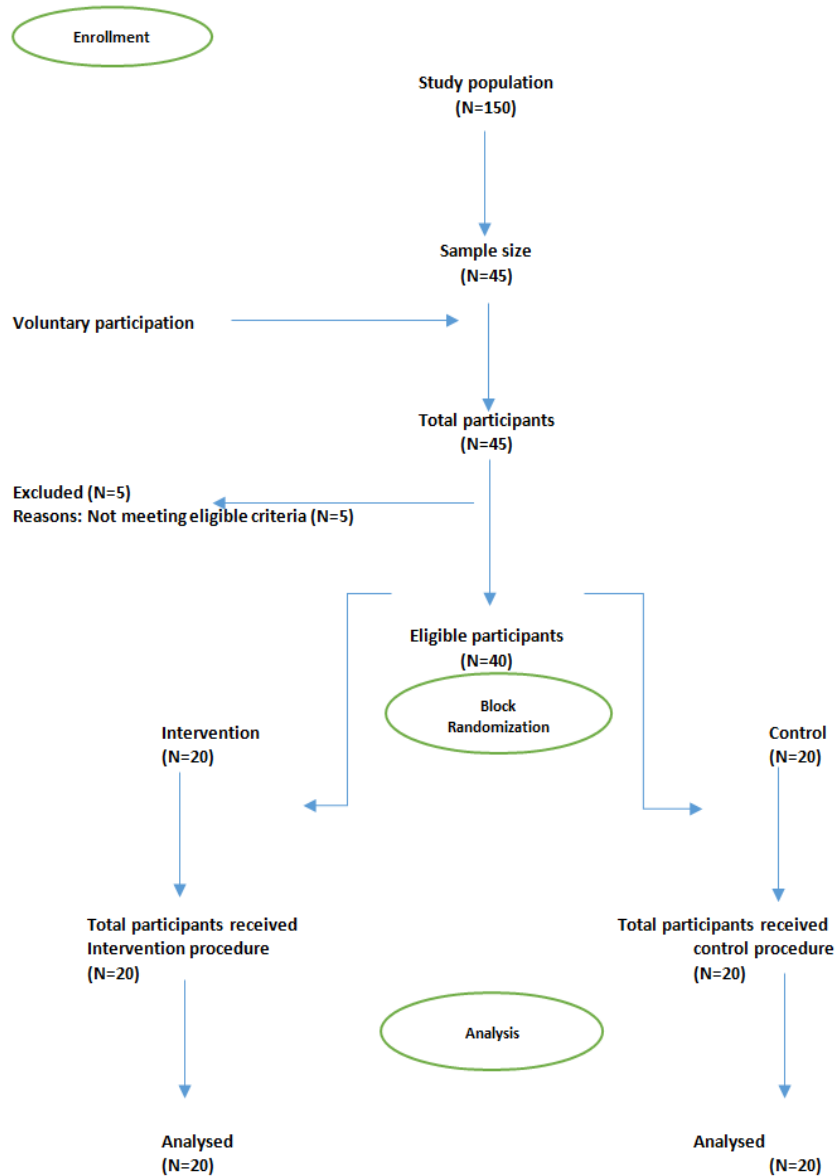 Enrollment
Study population
(N=150)
Sample size
(N=45)
Voluntary participation
Total participants
(N=45)
Excluded (N=5)
Reasons: Not meeting eligible criteria (N=5)
Eligible participants
(N=40)
Block
Randomization
Intervention
(N=20)
Control
(N=20)
Total participants received
Intervention procedure
(N=20)
Total participants received
control procedure
(N=20)
Analysis
Analysed
(N=20)
Analysed
(N=20)